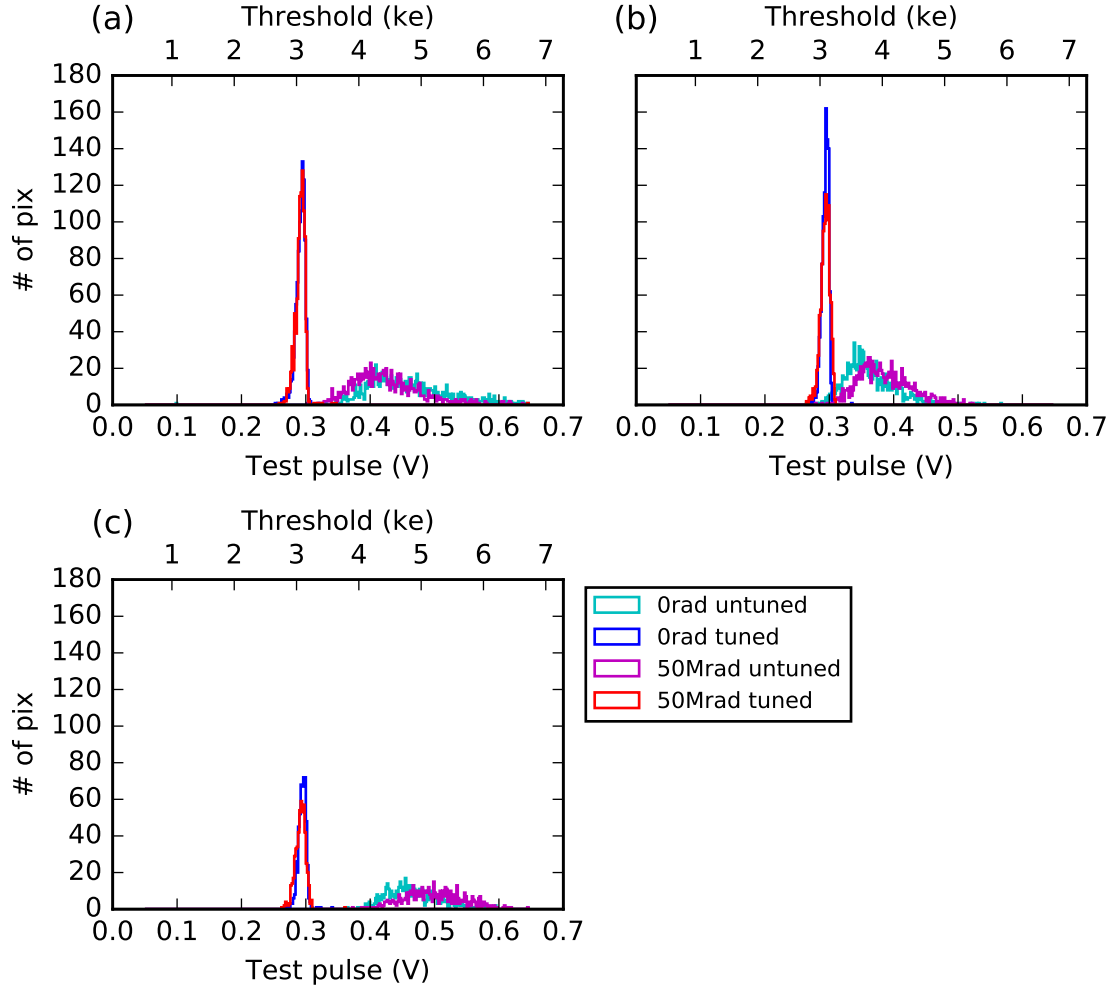 (a) Threshold (ke) (b) Threshold (ke)
1 2 3 4 5 6 7 1 2 3 4 5 6 7
180
160
140
120
100
80
60
40
20
0
# of pix
0.0 0.1 0.2 0.3 0.4 0.5 0.6 0.7 0.0 0.1 0.2 0.3 0.4 0.5 0.6 0.7
Test pulse (V) Test pulse (V)
(c) Threshold (ke)
1 2 3 4 5 6 7
180
160
140
120
100
80
60
40
20
0
# of pix
0.0 0.1 0.2 0.3 0.4 0.5 0.6 0.7
Test pulse (V)
0rad untuned
0rad tuned
50Mrad untuned
50Mrad tuned